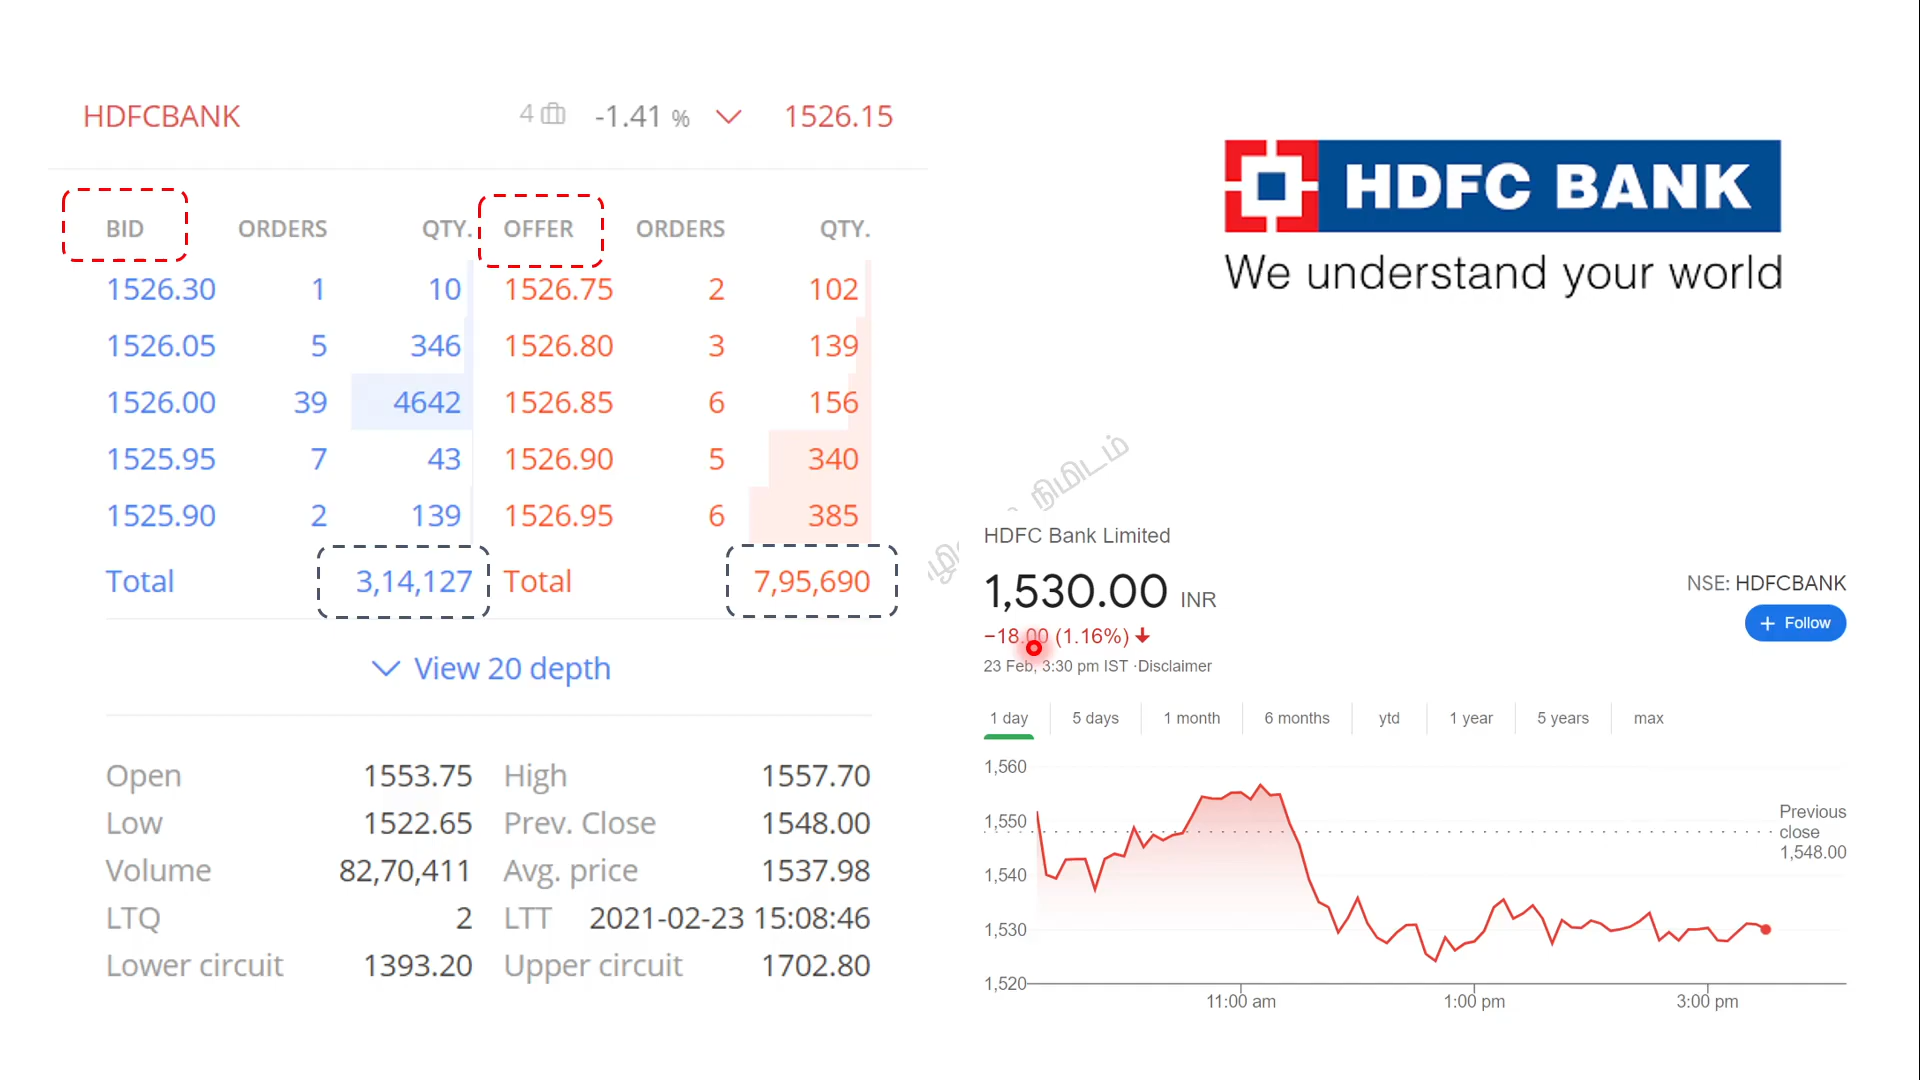 HDFCBANK 4 -1.41 % 1526.15
BID ORDERS QTY. OFFER ORDERS QTY.
1526.30 1 10 1526.75 2 102
1526.05 5 346 1526.80 3 139
1526.00 39 4642 1526.85 6 156
1525.95 7 43 1526.90 5 340
1525.90 2 139 1526.95 6 385
Total 3,14,127 Total 7,95,690
View 20 depth
Open 1553.75 High 1557.70
Low 1522.65 Prev. Close 1548.00
Volume 82,70,411 Avg. price 1537.98
LTQ 2 LTT 2021-02-23 15:08:46
Lower circuit 1393.20 Upper circuit 1702.80
HDFC BANK
We understand your world
நிமிடம்
HDFC Bank Limited
1,530.00 INR
NSE: HDFCBANK
−18.00 (1.16%)
+ Follow
23 Feb, 3:30 pm IST ·Disclaimer
1 day 5 days 1 month 6 months ytd 1 year 5 years max
1,560
1,550
1,540
1,530
1,520
Previous
close
1,548.00
11:00 am 1:00 pm 3:00 pm